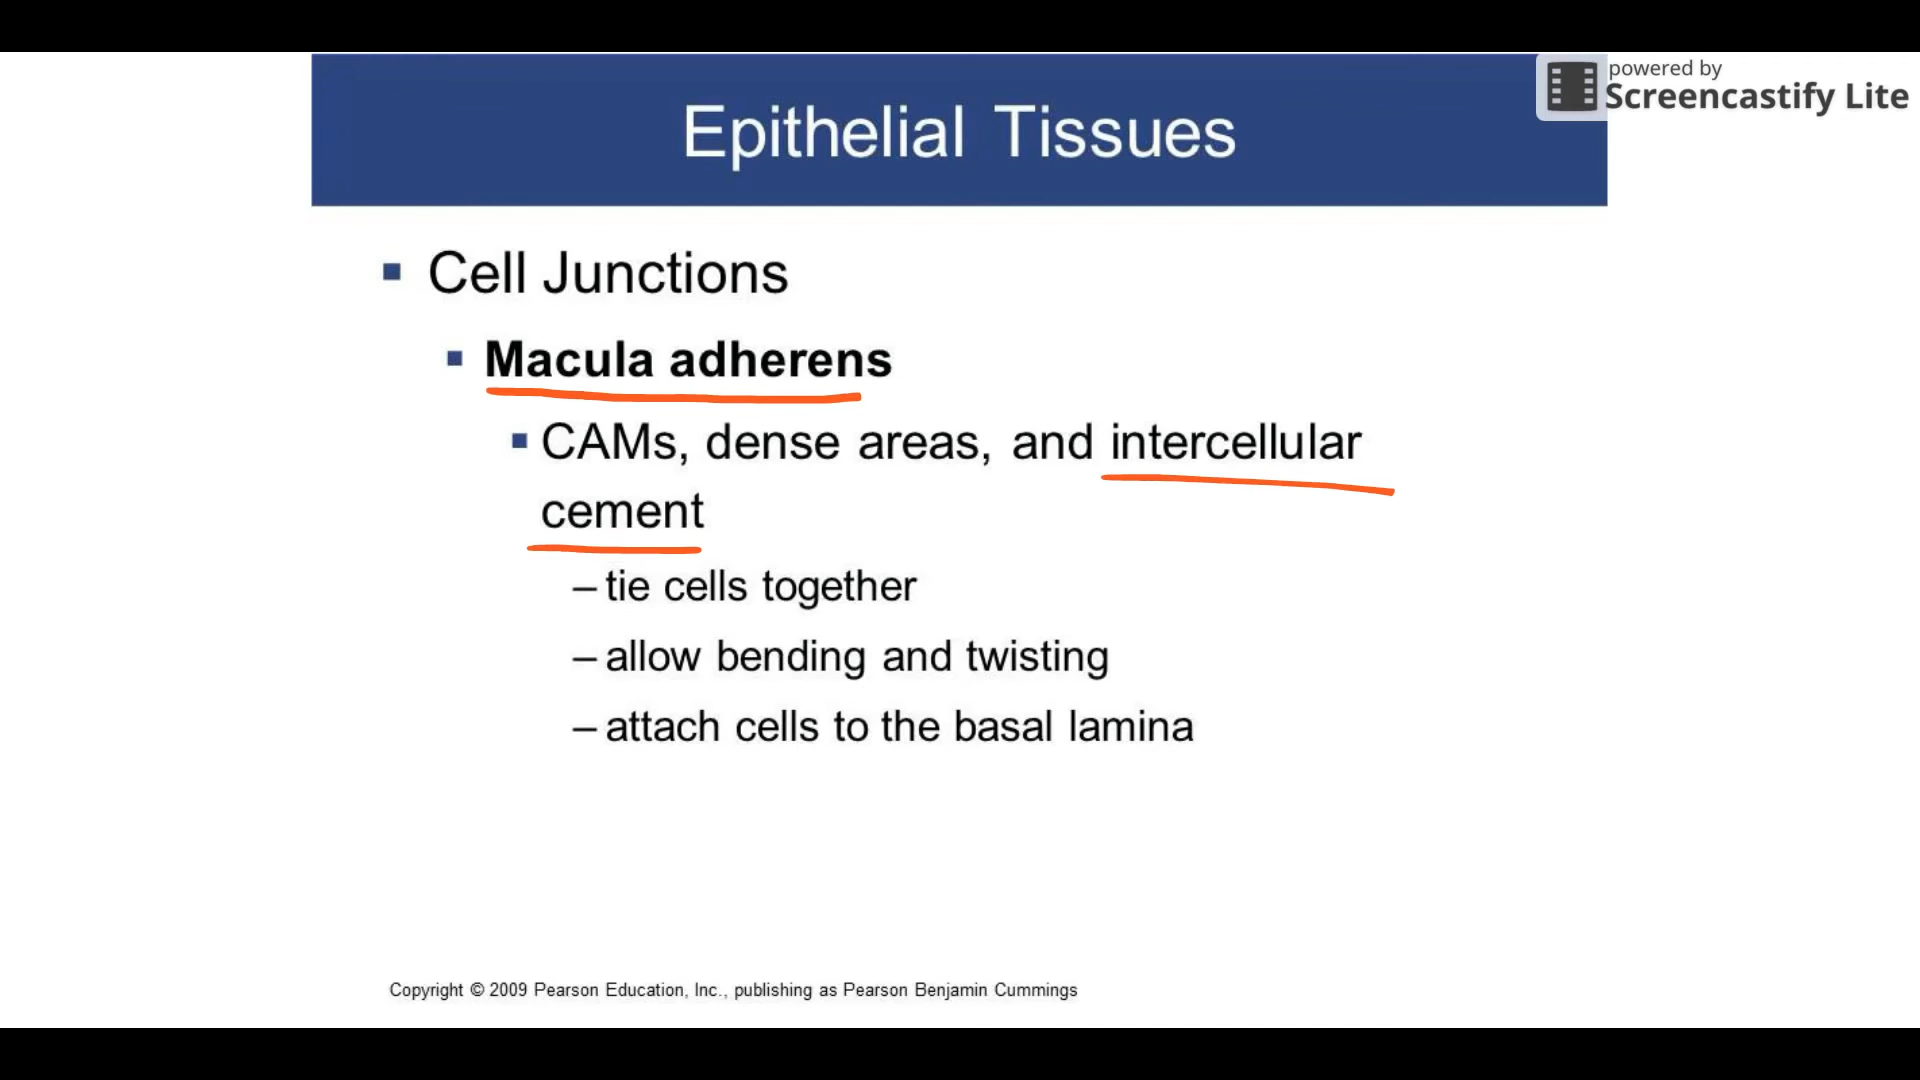 powered by
Screencastify Lite
Epithelial Tissues
Cell Junctions
Macula adherens
CAMs, dense areas, and intercellular
cement
– tie cells together
– allow bending and twisting
– attach cells to the basal lamina
Copyright © 2009 Pearson Education, Inc., publishing as Pearson Benjamin Cummings